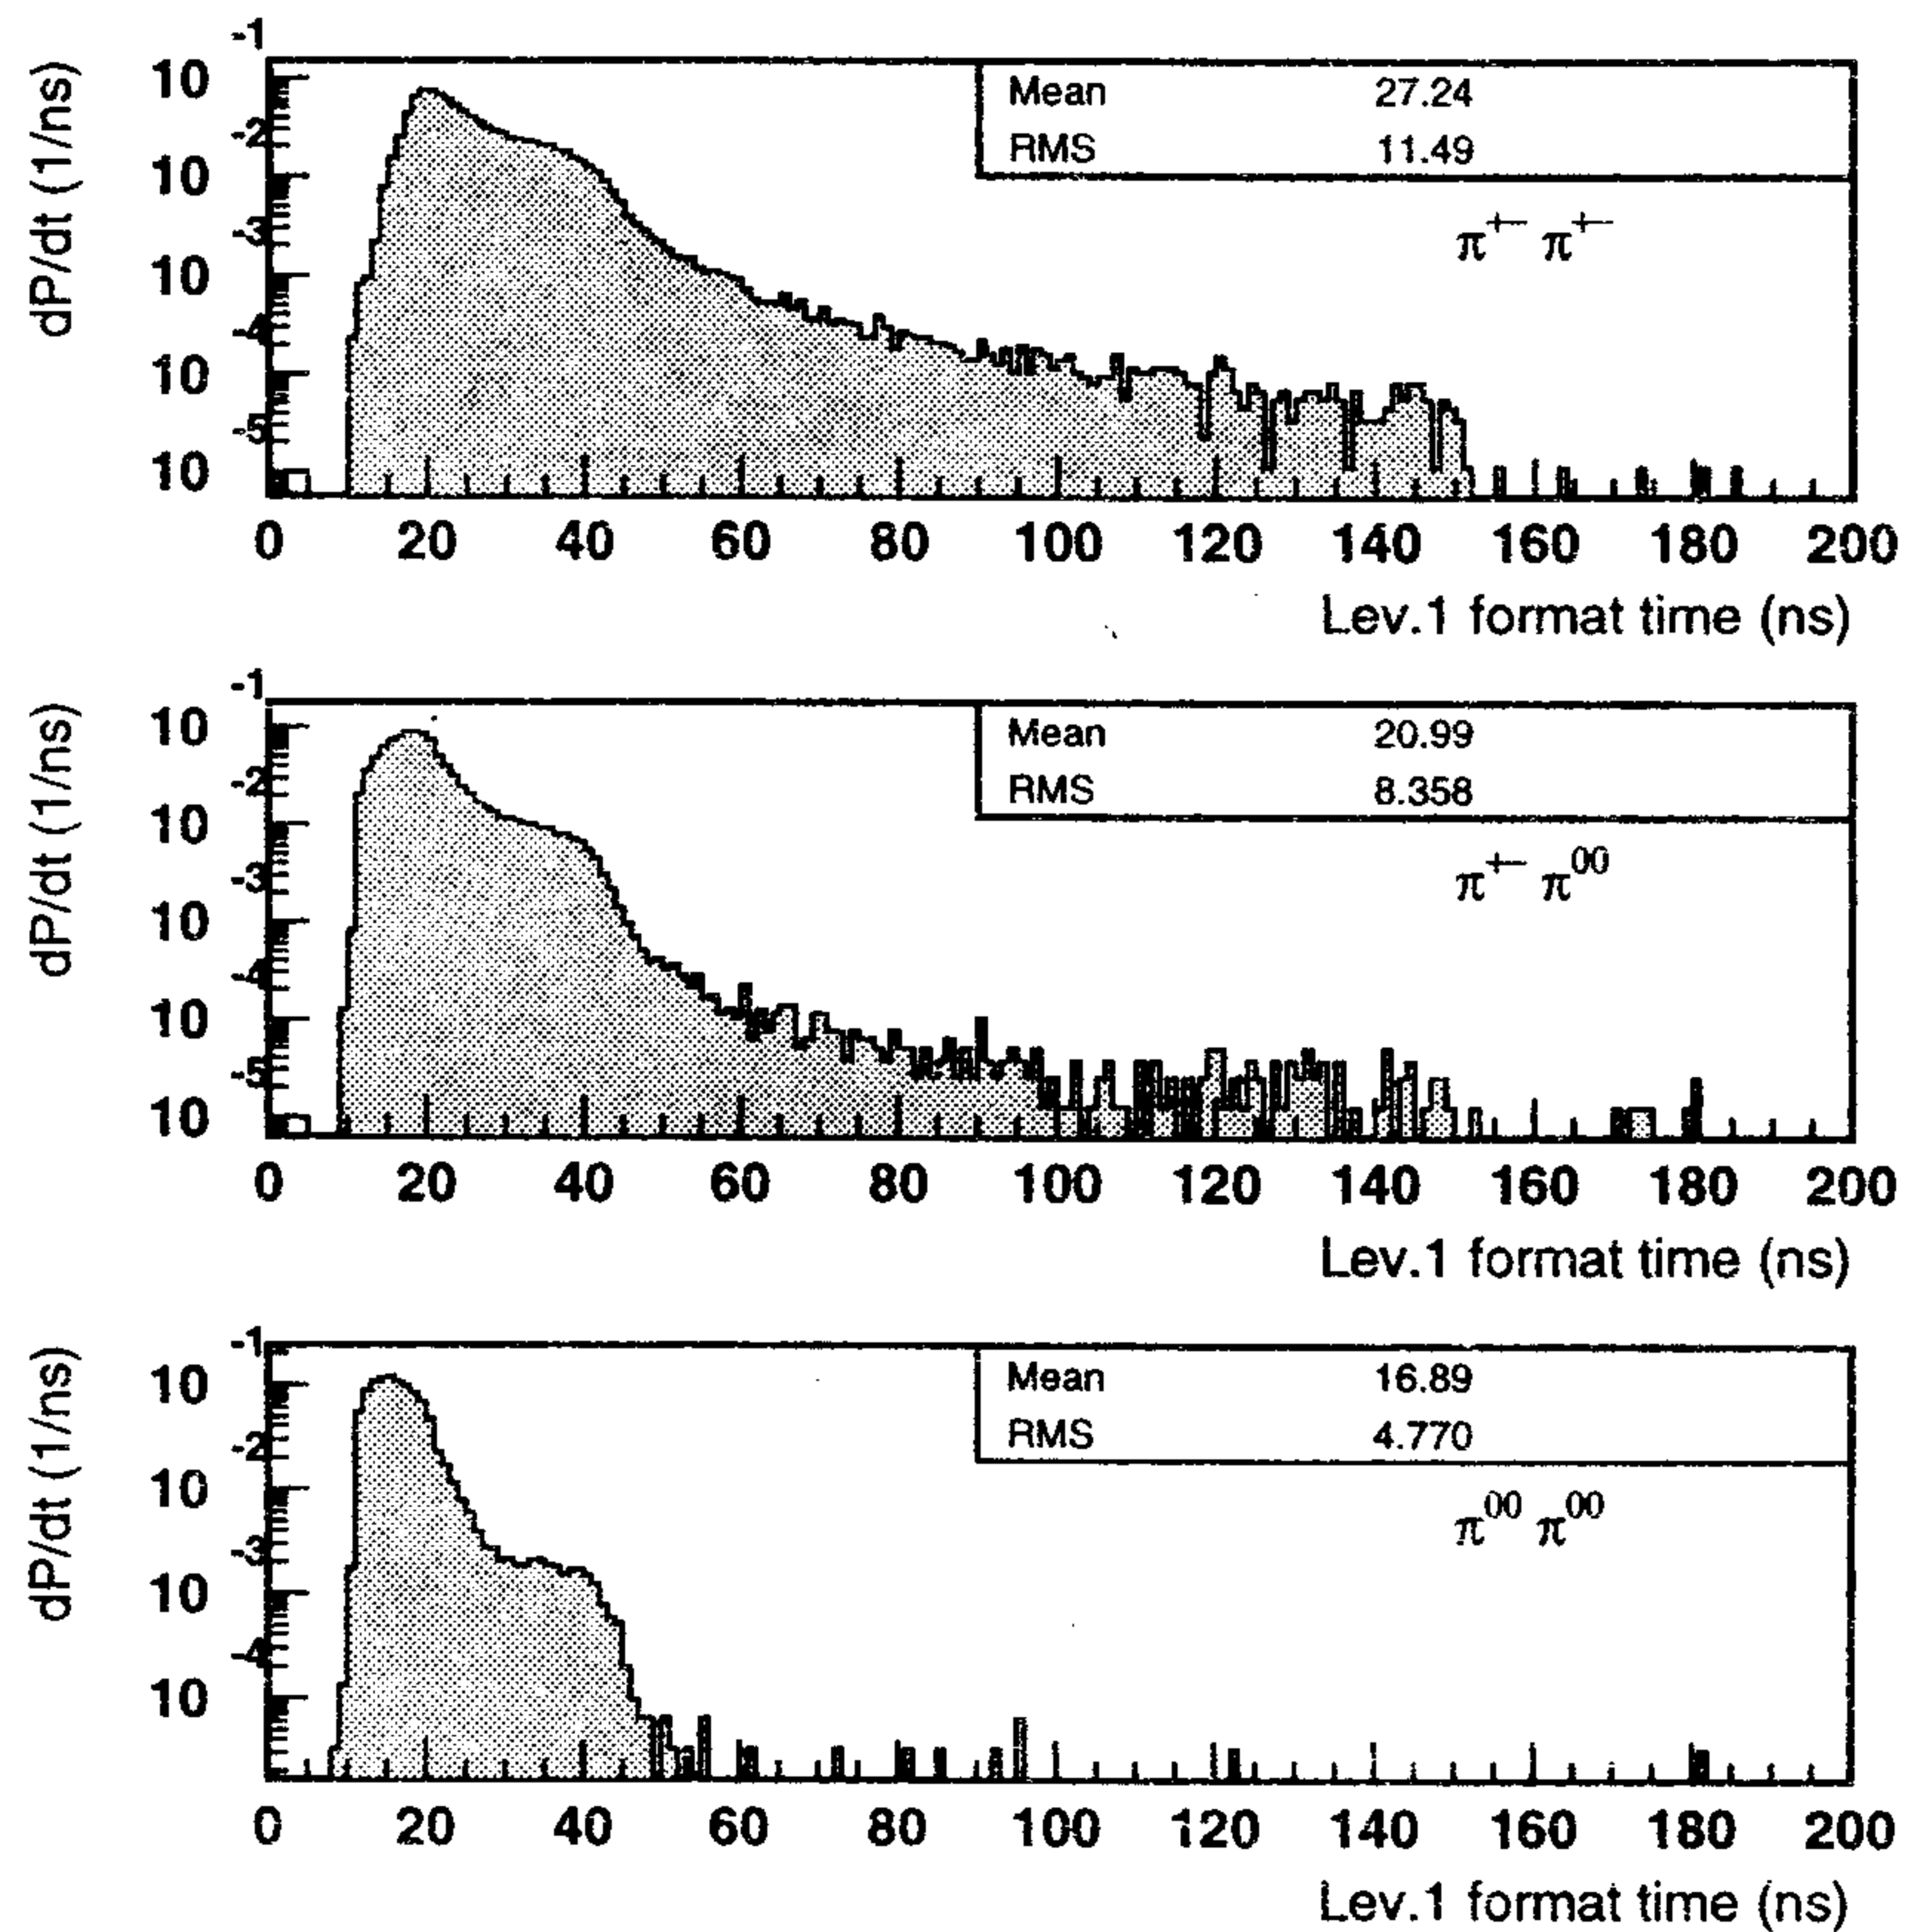 dP/dt (1/ns)
10⁻¹
10⁻²
10⁻³
10⁻⁴
10⁻⁵
Mean 27.24
RMS 11.49
π⁺⁻ π⁺⁻
0 20 40 60 80 100 120 140 160 180 200
Lev.1 format time (ns)
dP/dt (1/ns)
10⁻¹
10⁻²
10⁻³
10⁻⁴
10⁻⁵
Mean 20.99
RMS 8.358
π⁺⁻ π⁰⁰
0 20 40 60 80 100 120 140 160 180 200
Lev.1 format time (ns)
dP/dt (1/ns)
10⁻¹
10⁻²
10⁻³
10⁻⁴
Mean 16.89
RMS 4.770
π⁰⁰ π⁰⁰
0 20 40 60 80 100 120 140 160 180 200
Lev.1 format time (ns)